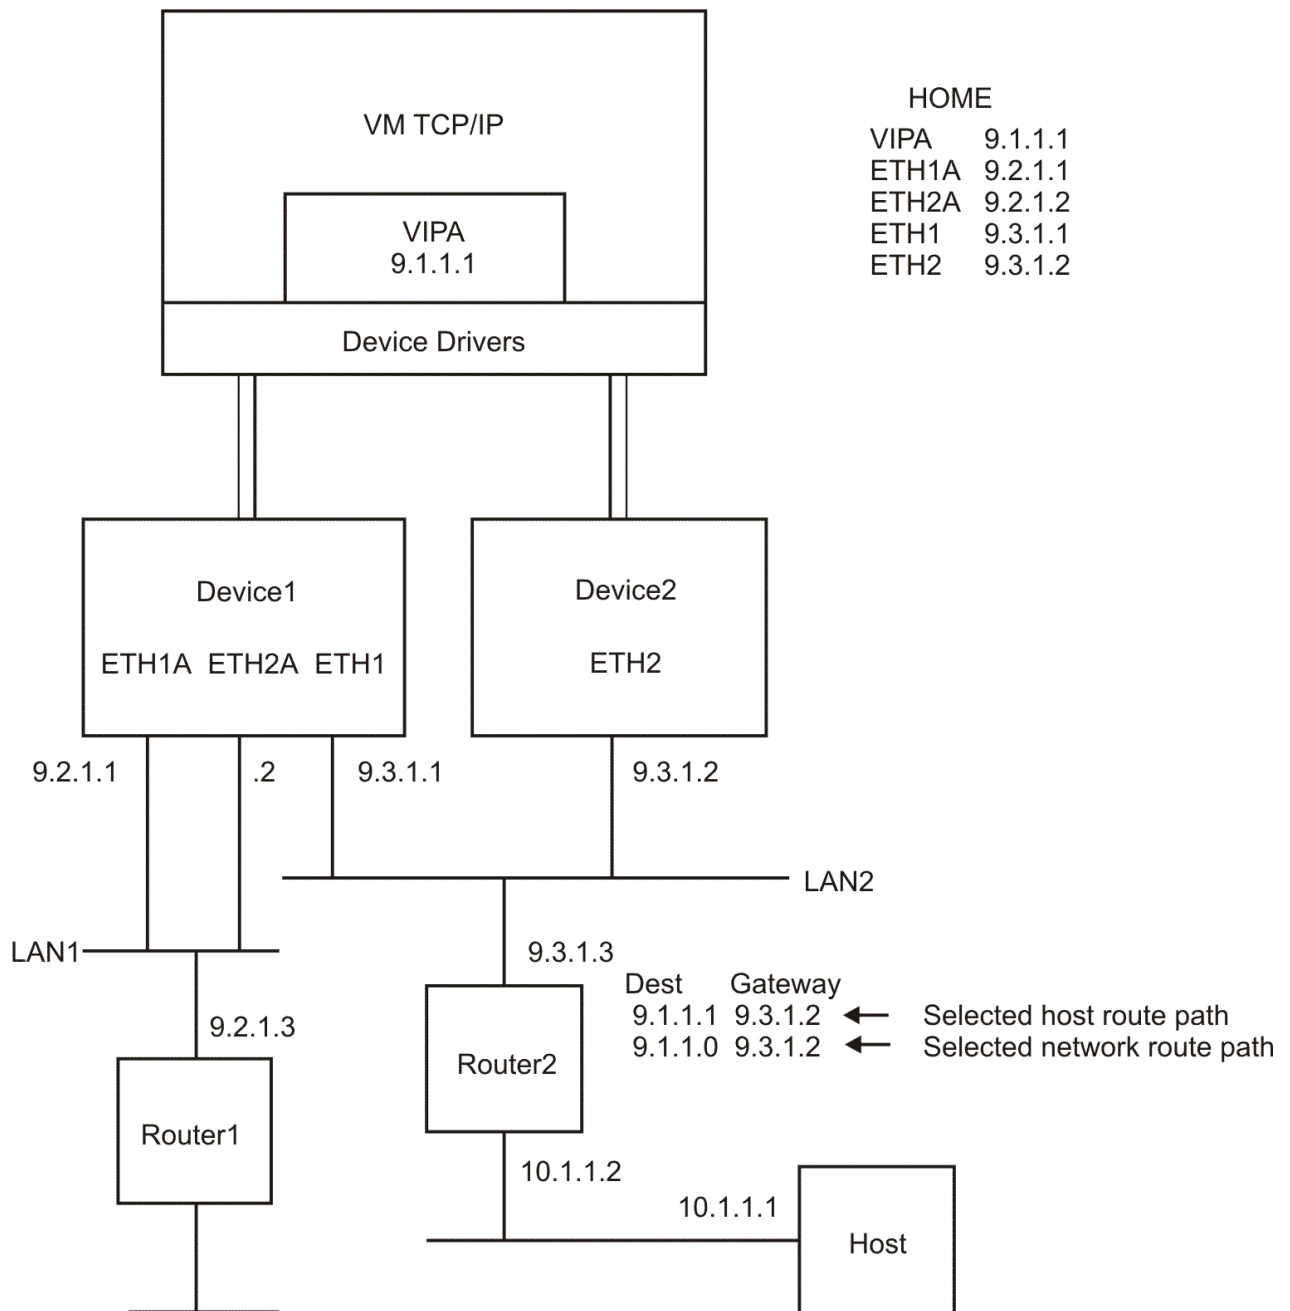 VM TCP/IP
VIPA
9.1.1.1
Device Drivers
HOME
VIPA 9.1.1.1
ETH1A 9.2.1.1
ETH2A 9.2.1.2
ETH1 9.3.1.1
ETH2 9.3.1.2
Device1
ETH1A ETH2A ETH1
Device2
ETH2
9.2.1.1 .2 9.3.1.1 9.3.1.2
LAN2
LAN1
9.3.1.3
Dest Gateway
9.1.1.1 9.3.1.2 Selected host route path
9.1.1.0 9.3.1.2 Selected network route path
9.2.1.3
Router2
Router1
10.1.1.2
10.1.1.1
Host